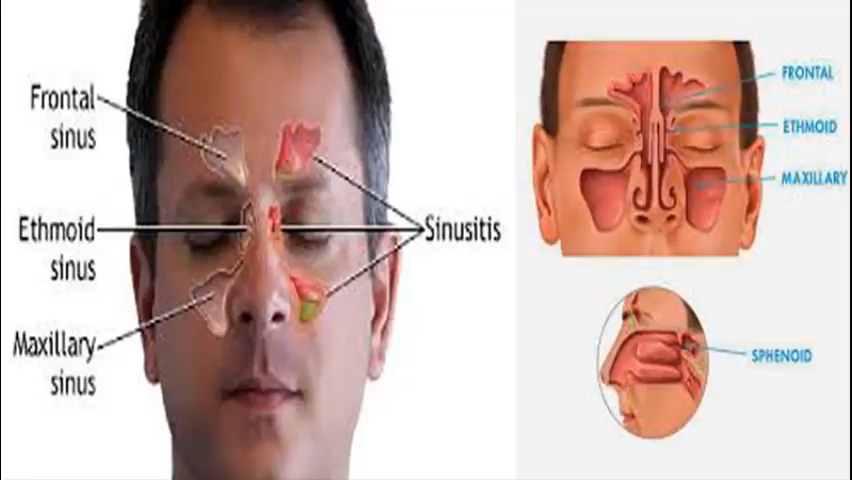 Frontal
sinus
Ethmoid
sinus
Maxillary
sinus
Sinusitis
FRONTAL
ETHMOID
MAXILLARY
SPHENOID